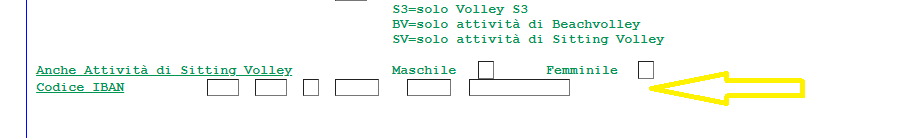 S3=solo Volley S3
BV=solo attività di Beachvolley
SV=solo attività di Sitting Volley
Anche Attività di Sitting Volley Maschile Femminile
Codice IBAN